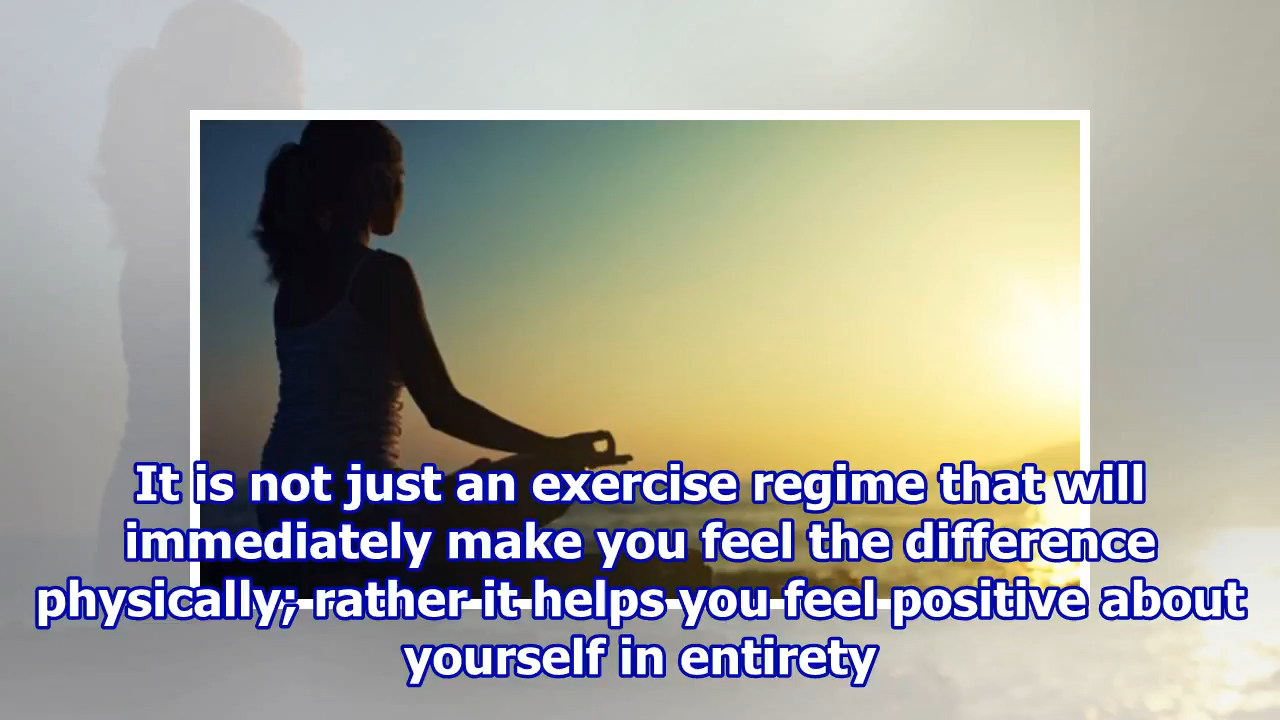 It is not just an exercise regime that will
immediately make you feel the difference
physically; rather it helps you feel positive about
yourself in entirety